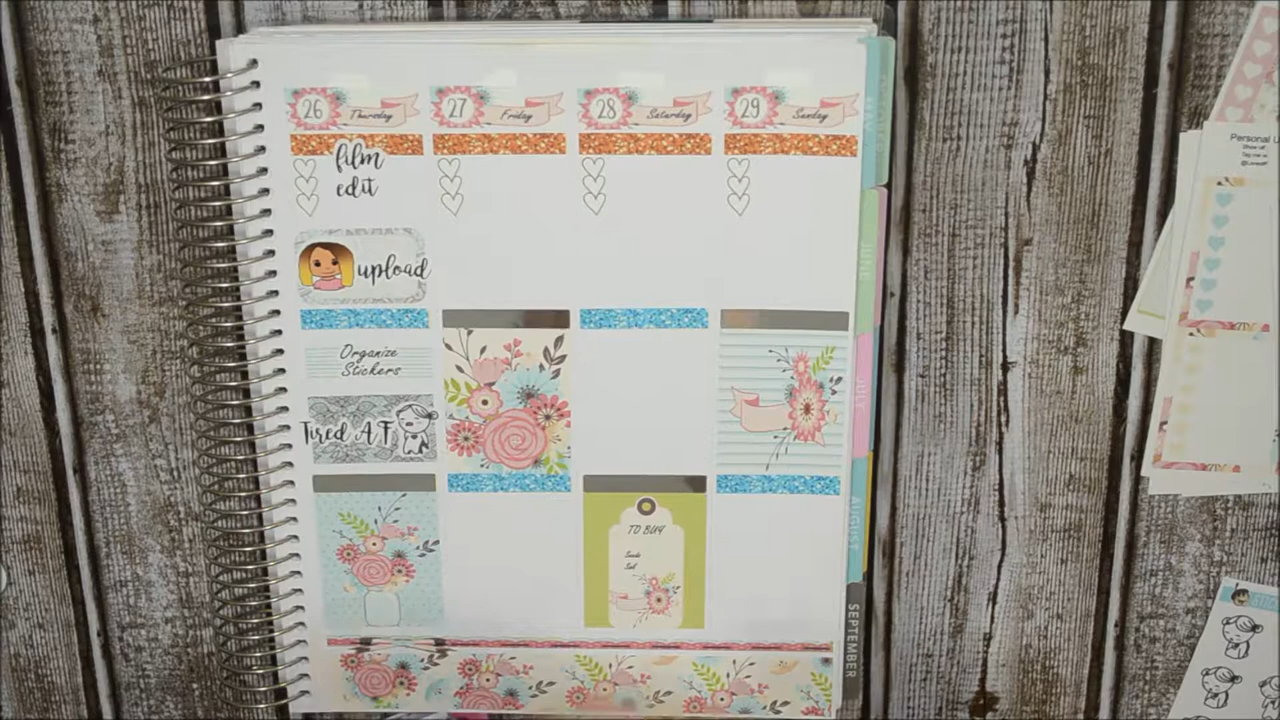 26 Thursday
27 Friday
28 Saturday
29 Sunday
film
edit
upload
Organize
Stickers
Tired AF
TO BUY
Personal U
JUNE
JULY
AUGUST
SEPTEMBER